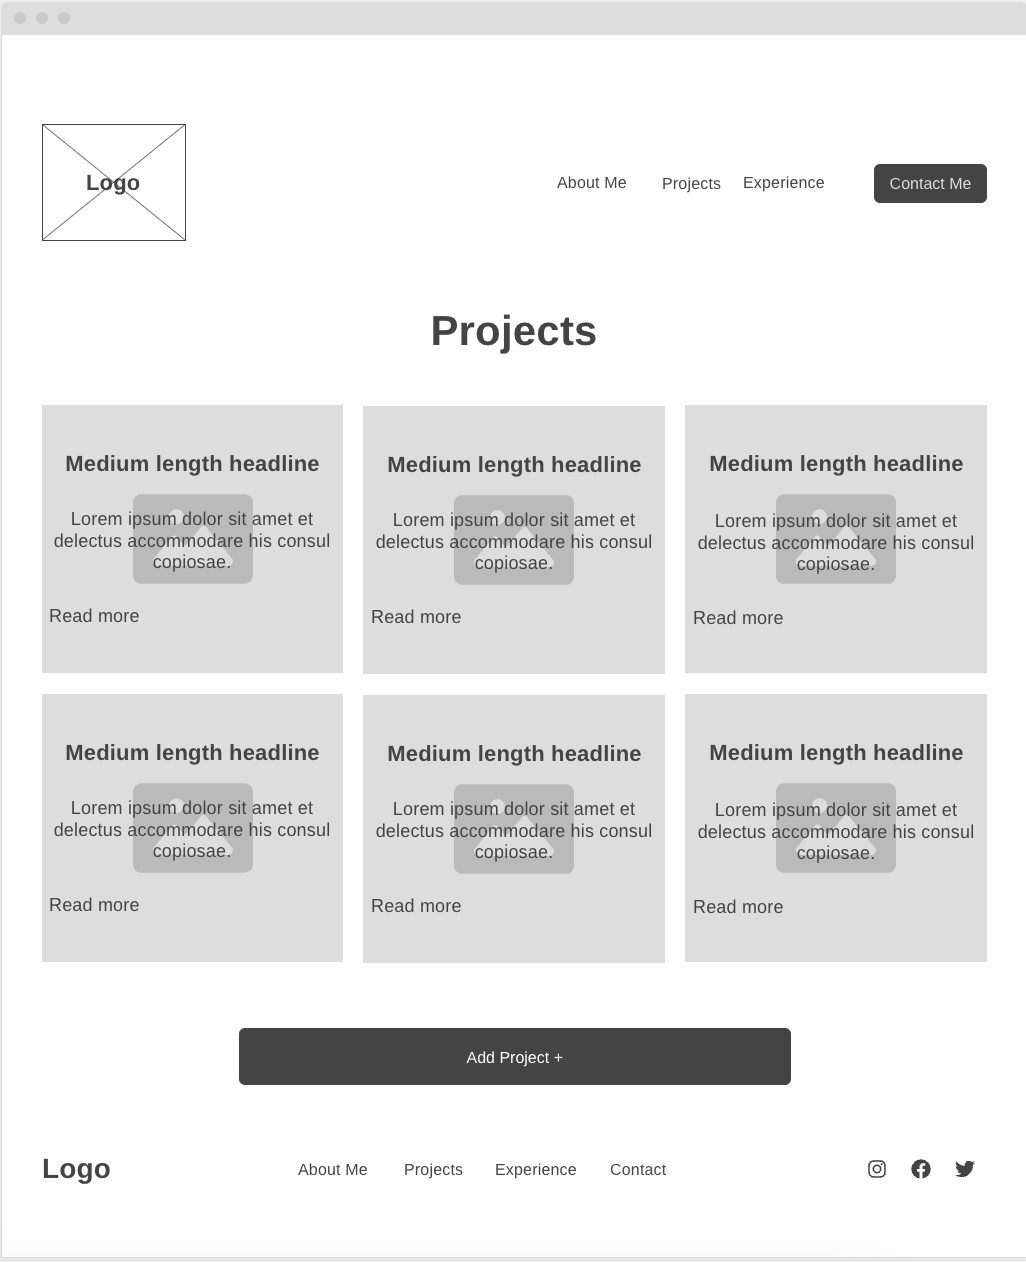 Logo
About Me
Projects
Experience
Contact Me
Projects
Medium length headline
Lorem ipsum dolor sit amet et
delectus accommodare his consul
copiosae.
Read more
Medium length headline
Lorem ipsum dolor sit amet et
delectus accommodare his consul
copiosae.
Read more
Medium length headline
Lorem ipsum dolor sit amet et
delectus accommodare his consul
copiosae.
Read more
Medium length headline
Lorem ipsum dolor sit amet et
delectus accommodare his consul
copiosae.
Read more
Medium length headline
Lorem ipsum dolor sit amet et
delectus accommodare his consul
copiosae.
Read more
Medium length headline
Lorem ipsum dolor sit amet et
delectus accommodare his consul
copiosae.
Read more
Add Project +
Logo
About Me
Projects
Experience
Contact